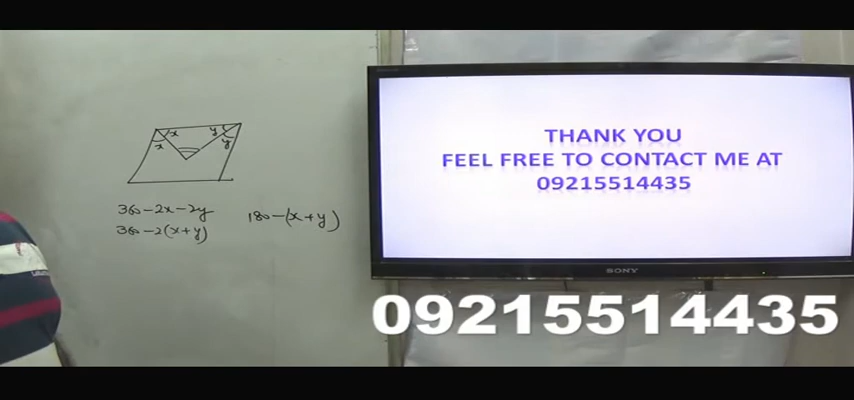 x x y y
360-2x-2y
360-2(x+y)
180-(x+y)
THANK YOU
FEEL FREE TO CONTACT ME AT
09215514435
SONY
09215514435